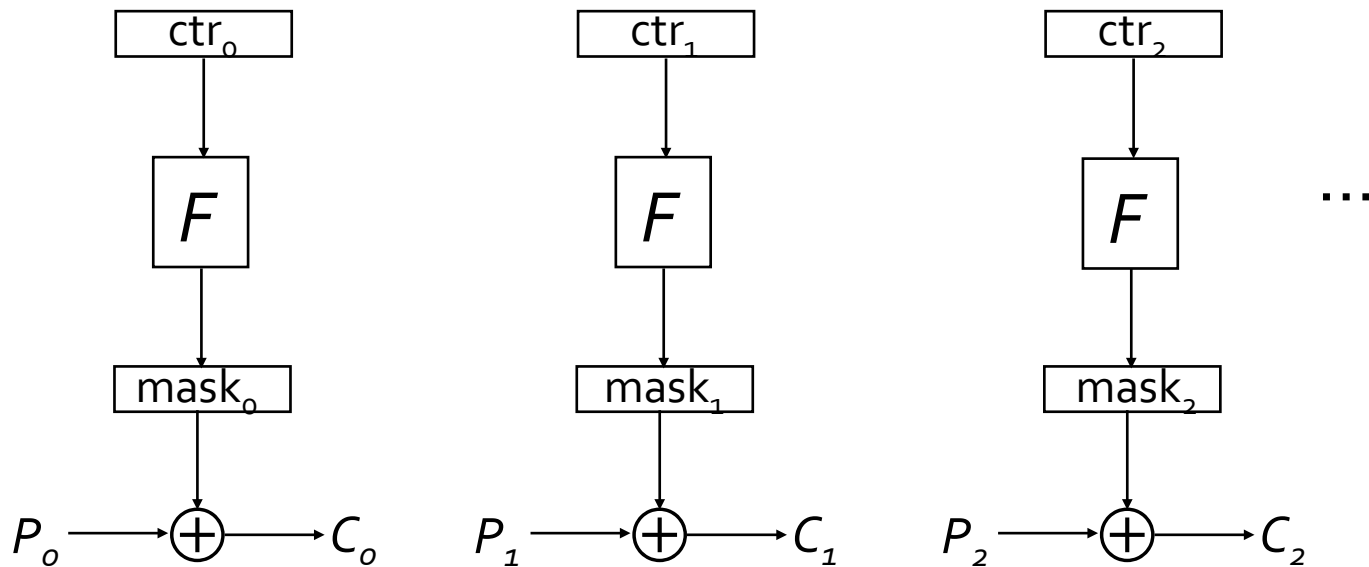 ctr₀ ctr₁ ctr₂
F F F ...
mask₀ mask₁ mask₂
P₀ + C₀ P₁ + C₁ P₂ + C₂